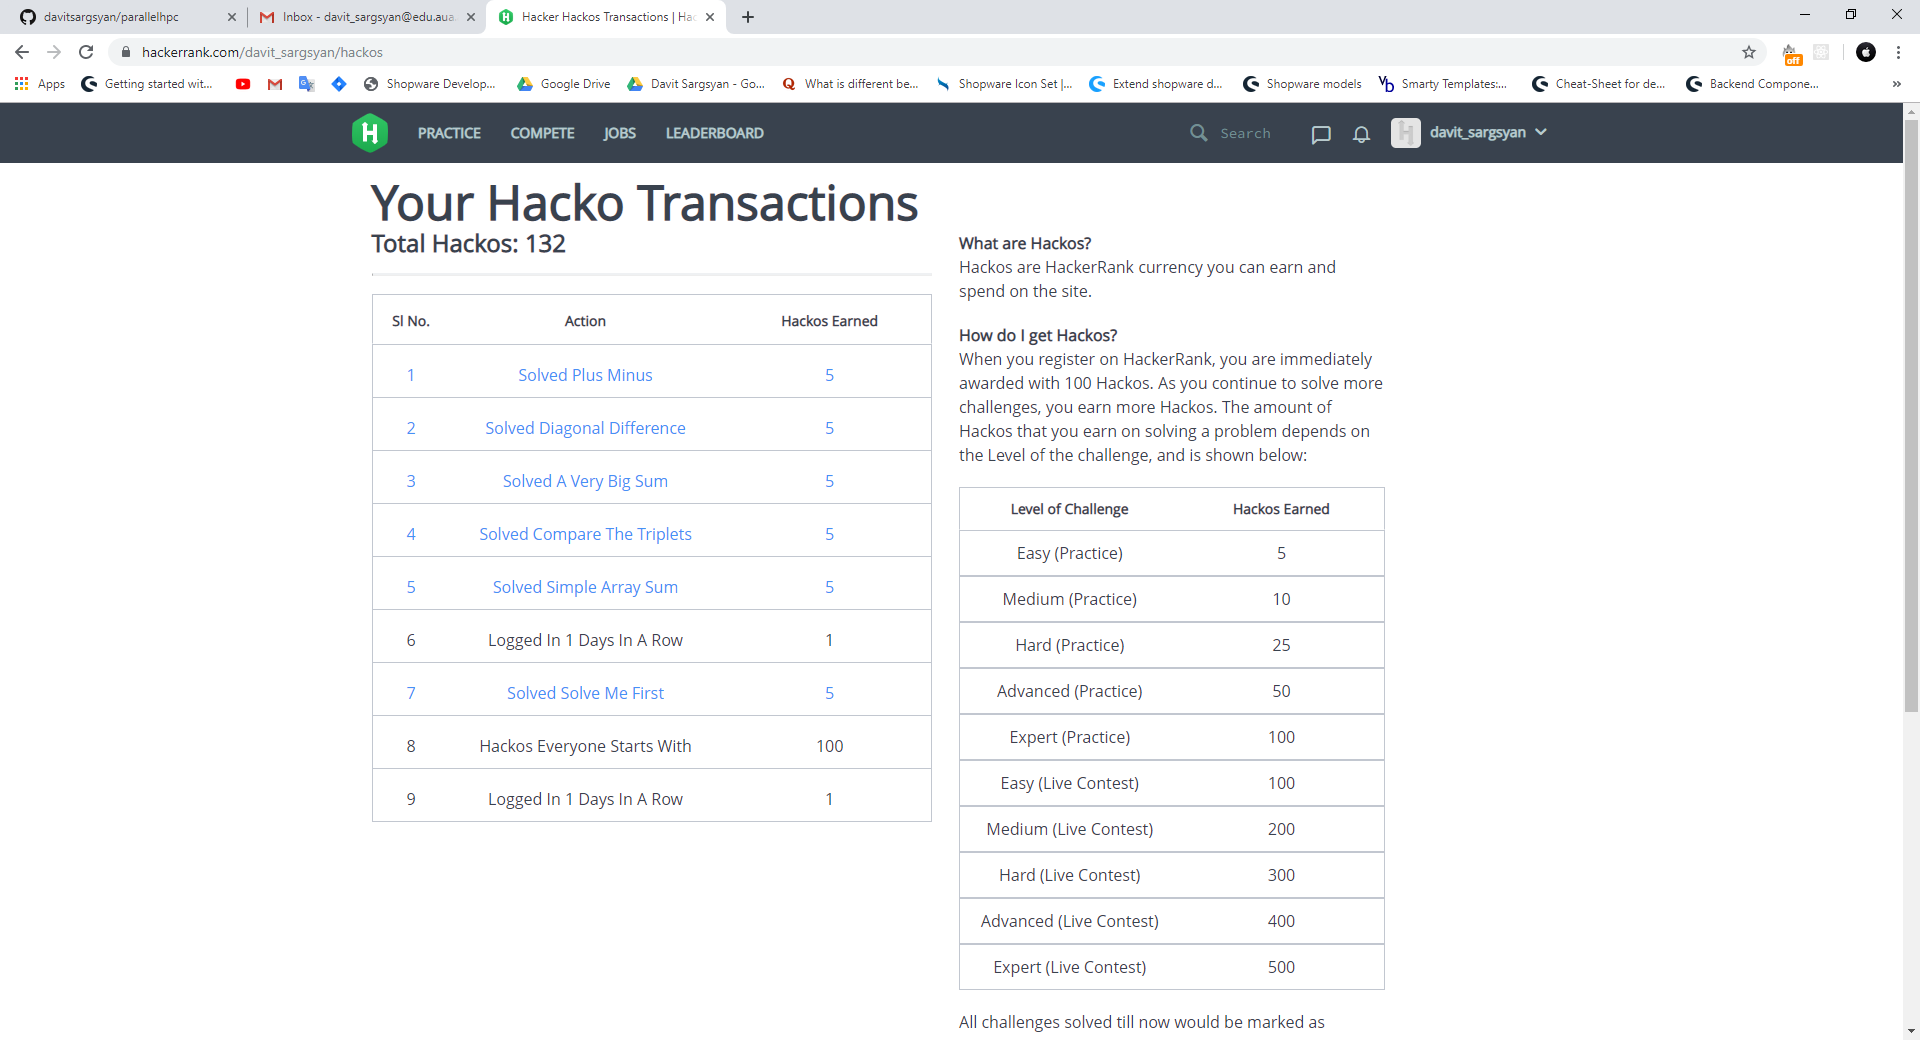 davitsargsyan/parallelhpc
Inbox - davit_sargsyan@edu.aua.
Hacker Hackos Transactions | Hac
hackerrank.com/davit_sargsyan/hackos
off
Apps
Getting started wit...
Shopware Develop...
Google Drive
Davit Sargsyan - Go...
What is different be...
Shopware Icon Set |...
Extend shopware d...
Shopware models
Smarty Templates:...
Cheat-Sheet for de...
Backend Compone...
»
H
PRACTICE
COMPETE
JOBS
LEADERBOARD
Search
H
davit_sargsyan
Your Hacko Transactions
Total Hackos: 132
Sl No. Action Hackos Earned
1 Solved Plus Minus 5
2 Solved Diagonal Difference 5
3 Solved A Very Big Sum 5
4 Solved Compare The Triplets 5
5 Solved Simple Array Sum 5
6 Logged In 1 Days In A Row 1
7 Solved Solve Me First 5
8 Hackos Everyone Starts With 100
9 Logged In 1 Days In A Row 1
What are Hackos?
Hackos are HackerRank currency you can earn and
spend on the site.
How do I get Hackos?
When you register on HackerRank, you are immediately
awarded with 100 Hackos. As you continue to solve more
challenges, you earn more Hackos. The amount of
Hackos that you earn on solving a problem depends on
the Level of the challenge, and is shown below:
Level of Challenge Hackos Earned
Easy (Practice) 5
Medium (Practice) 10
Hard (Practice) 25
Advanced (Practice) 50
Expert (Practice) 100
Easy (Live Contest) 100
Medium (Live Contest) 200
Hard (Live Contest) 300
Advanced (Live Contest) 400
Expert (Live Contest) 500
All challenges solved till now would be marked as